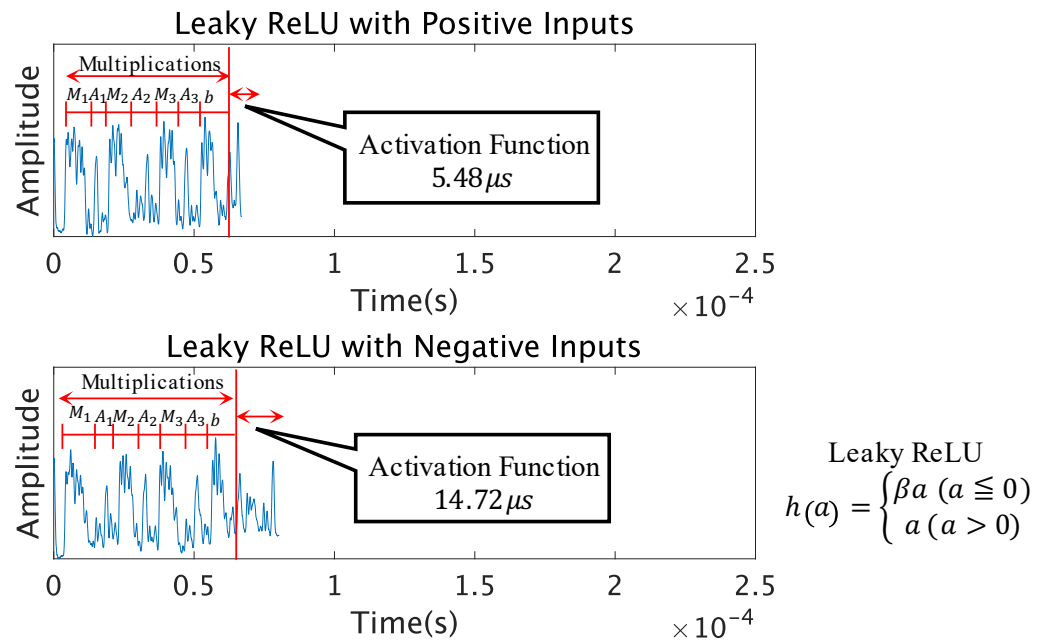 Leaky ReLU with Positive Inputs
Amplitude
Multiplications
M₁ A₁ M₂ A₂ M₃ A₃ b
Activation Function
5.48μs
0 0.5 1 1.5 2 2.5
Time(s)
×10⁻⁴
Leaky ReLU with Negative Inputs
Amplitude
Multiplications
M₁ A₁ M₂ A₂ M₃ A₃ b
Activation Function
14.72μs
0 0.5 1 1.5 2 2.5
Time(s)
×10⁻⁴
Leaky ReLU
h(a) = {βa (a ≦ 0)
a (a > 0)